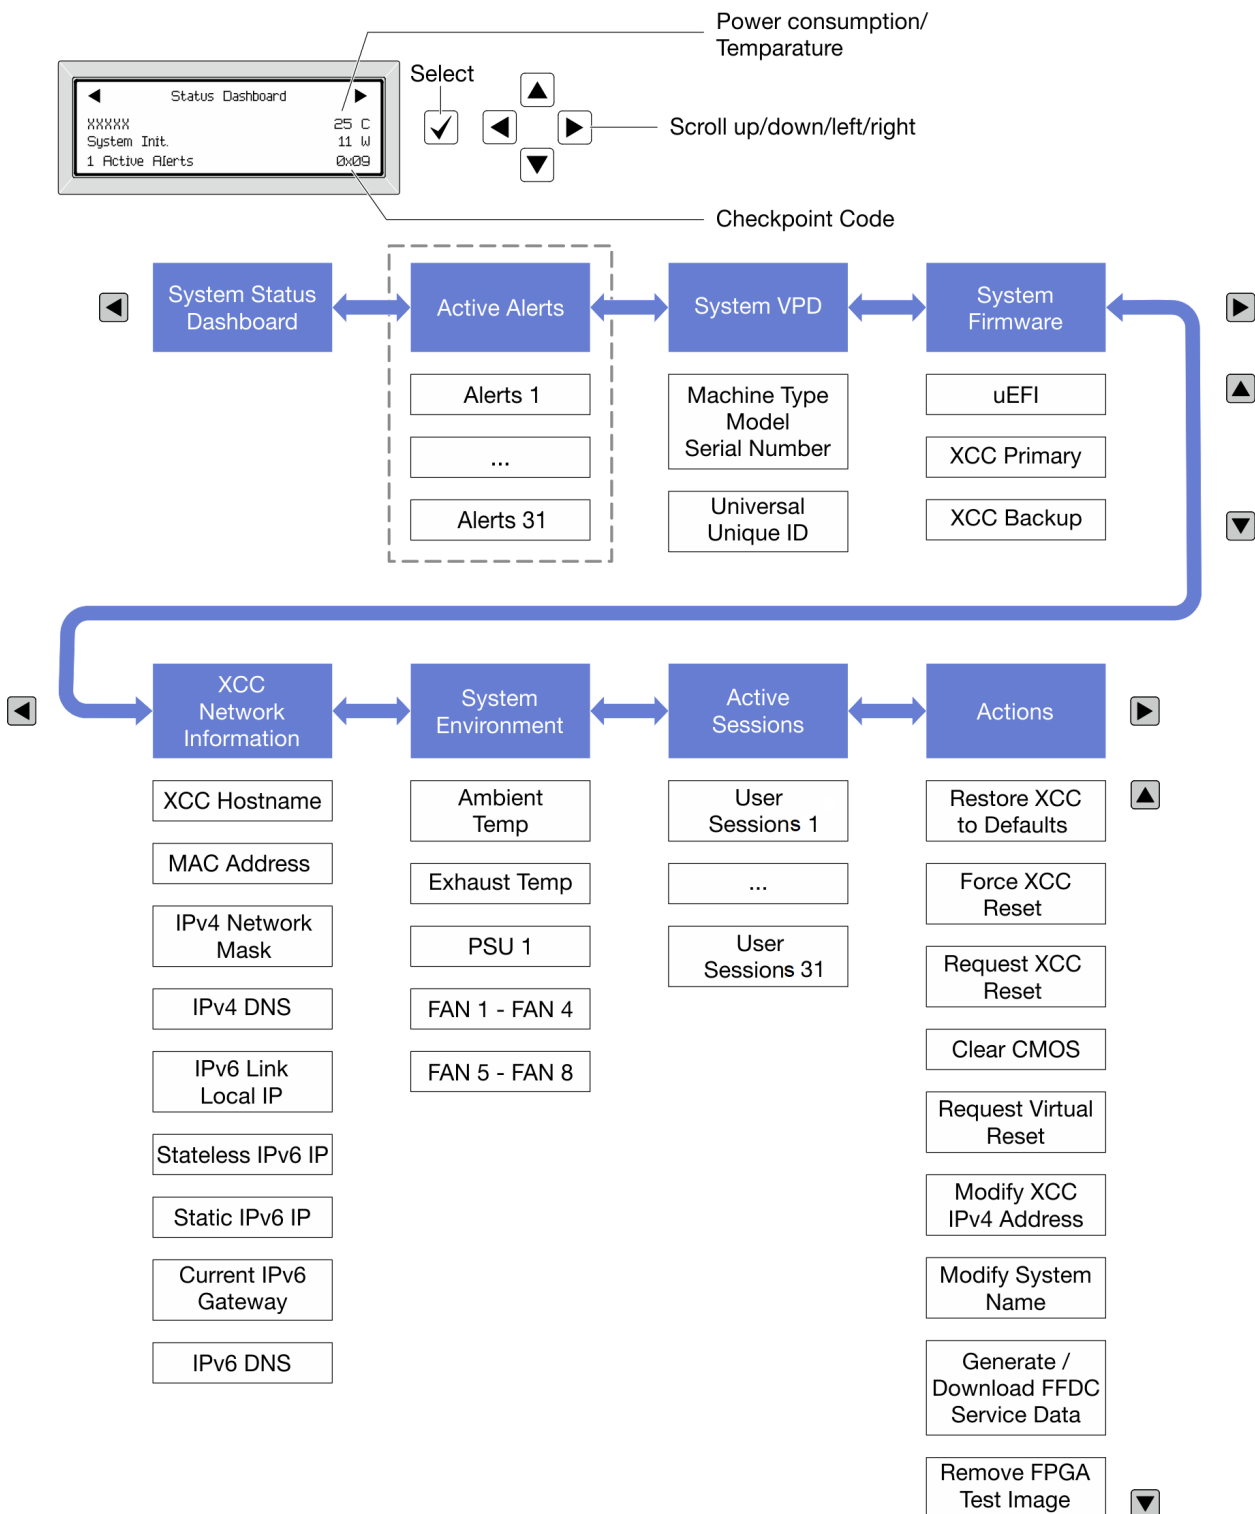 Power consumption/
Temparature
Select
Status Dashboard
XXXXX 25 C
System Init. 11 W
1 Active Alerts 0x09
Scroll up/down/left/right
Checkpoint Code
System Status
Dashboard
Active Alerts
System VPD
System
Firmware
Alerts 1
...
Alerts 31
Machine Type
Model
Serial Number
Universal
Unique ID
uEFI
XCC Primary
XCC Backup
XCC
Network
Information
System
Environment
Active
Sessions
Actions
XCC Hostname
MAC Address
IPv4 Network
Mask
IPv4 DNS
IPv6 Link
Local IP
Stateless IPv6 IP
Static IPv6 IP
Current IPv6
Gateway
IPv6 DNS
Ambient
Temp
Exhaust Temp
PSU 1
FAN 1 - FAN 4
FAN 5 - FAN 8
User
Sessions 1
...
User
Sessions 31
Restore XCC
to Defaults
Force XCC
Reset
Request XCC
Reset
Clear CMOS
Request Virtual
Reset
Modify XCC
IPv4 Address
Modify System
Name
Generate /
Download FFDC
Service Data
Remove FPGA
Test Image